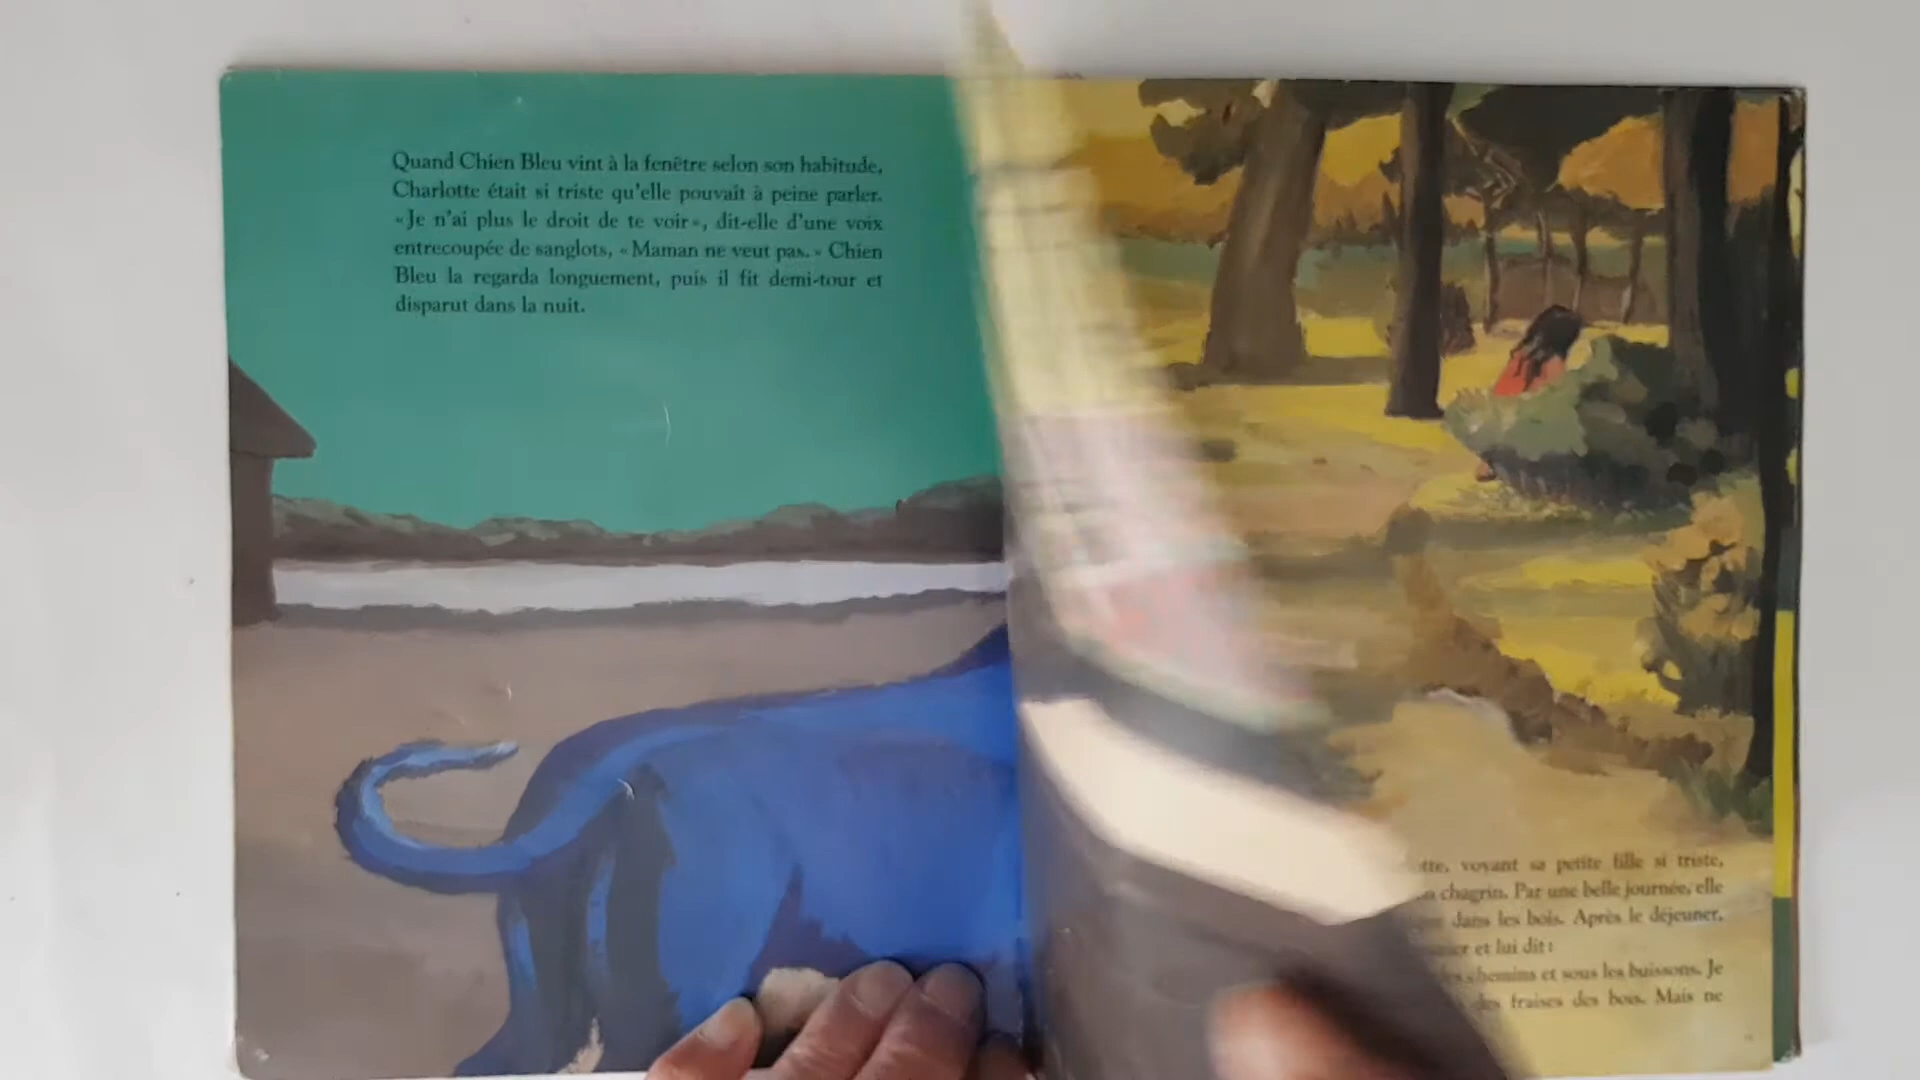 Quand Chien Bleu vint à la fenêtre selon son habitude,
Charlotte était si triste qu'elle pouvait à peine parler.
«Je n'ai plus le droit de te voir», dit-elle d'une voix
entrecoupée de sanglots, «Maman ne veut pas.» Chien
Bleu la regarda longuement, puis il fit demi-tour et
disparut dans la nuit.
voyant sa petite fille si triste,
chagrin. Par une belle journée, elle
dans les bois. Après le déjeuner,
et lui dit:
chemins et sous les buissons. Je
des fraises des bois. Mais ne